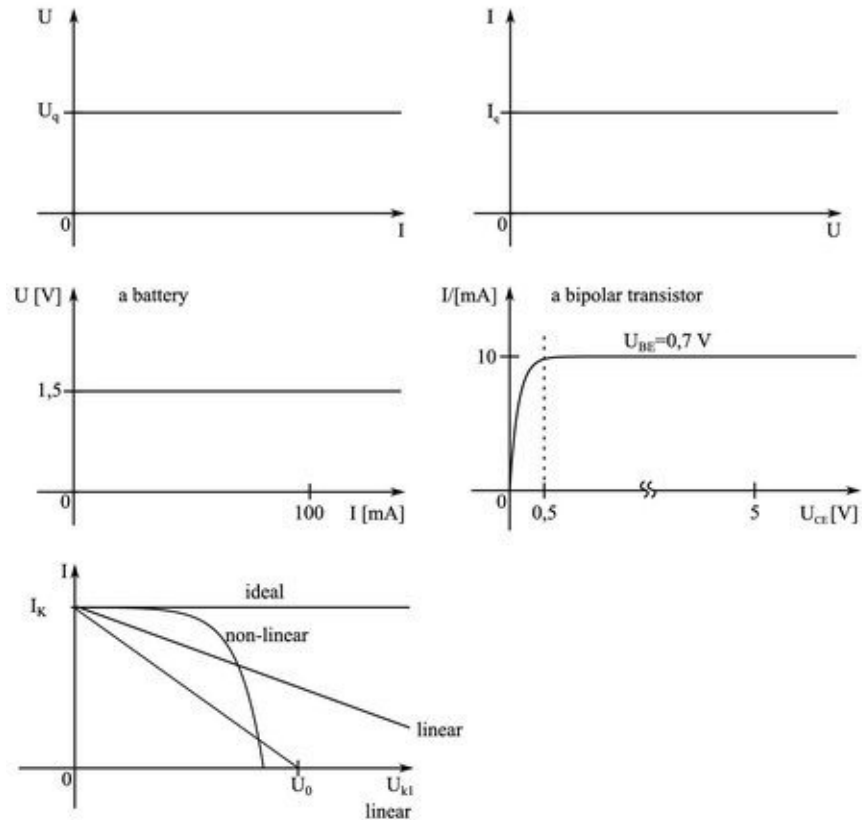 U
U_q
0
I
I
I_q
0
U
U [V]
a battery
1,5
0
100
I [mA]
I/[mA]
a bipolar transistor
U_BE=0,7 V
10
0
0,5
5
U_CE [V]
I
I_K
ideal
non-linear
linear
0
U_0
U_kl
linear